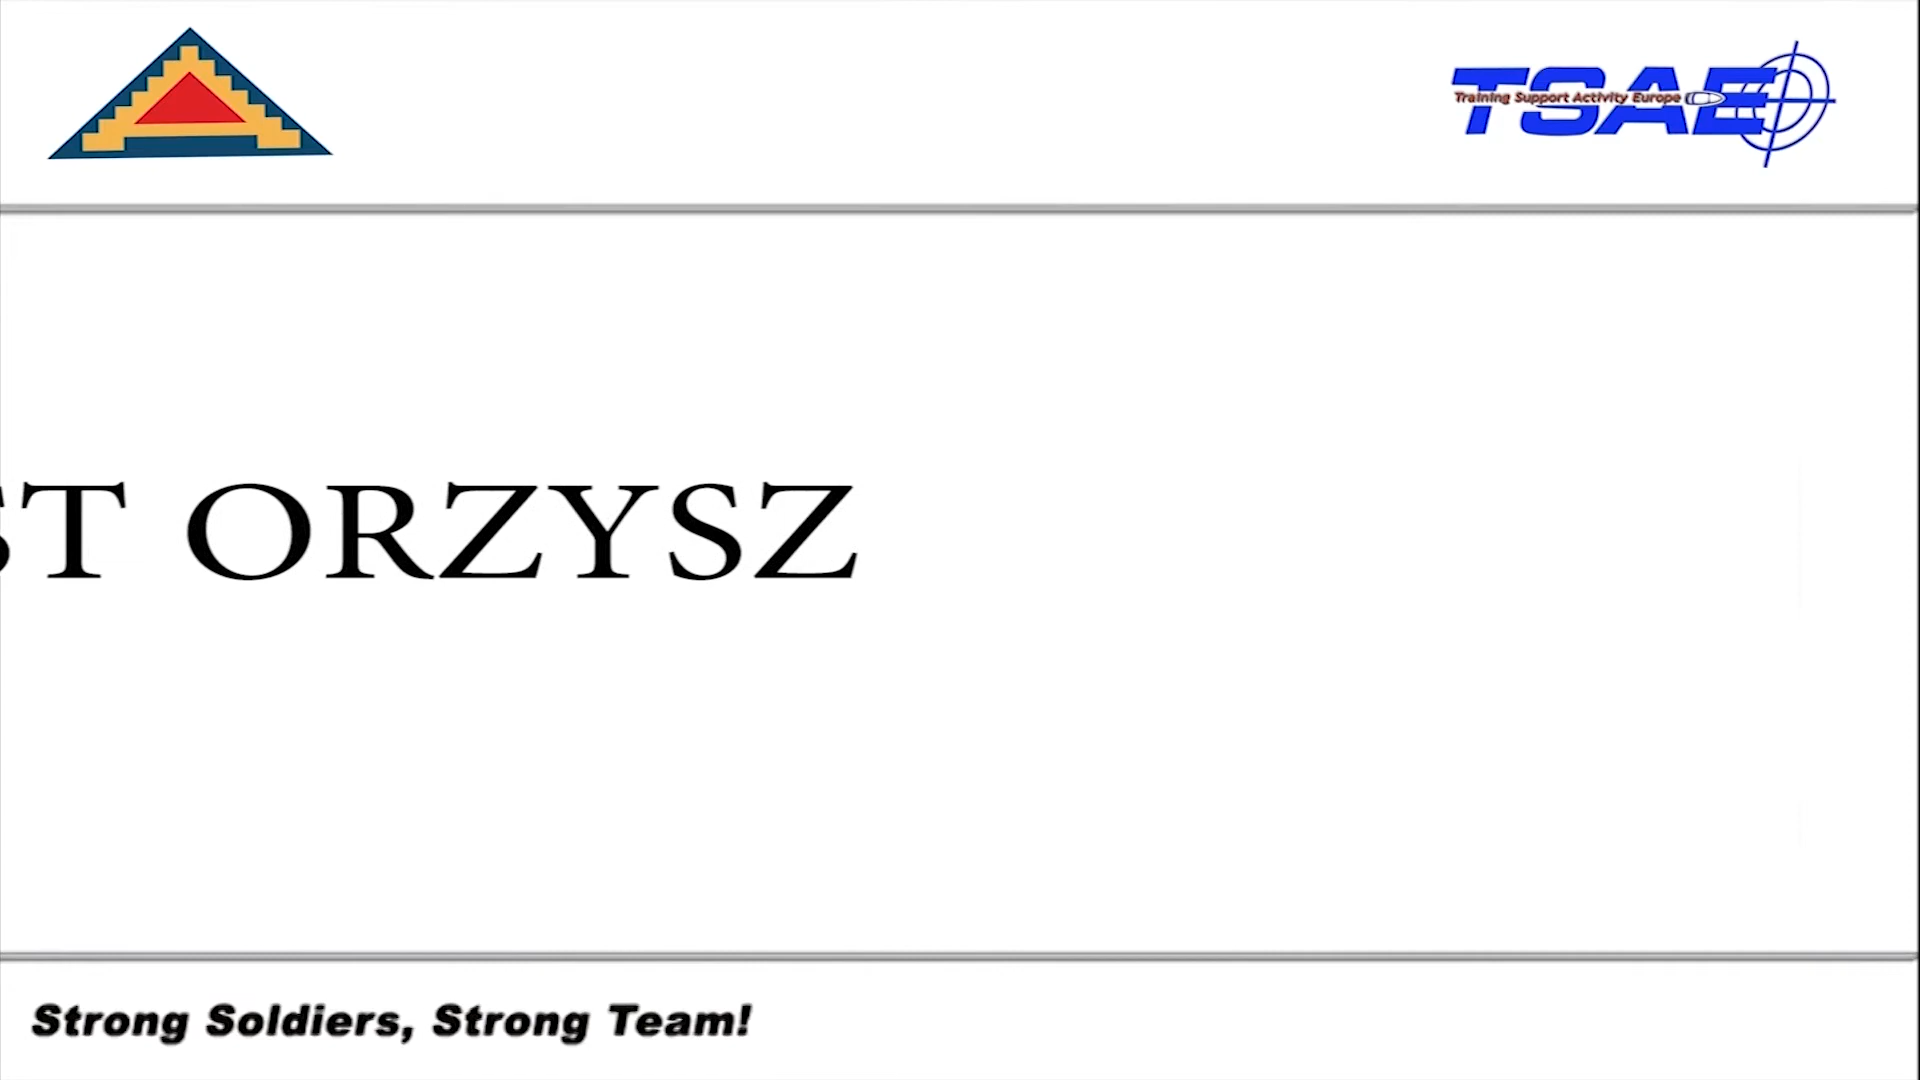 TSAE
Training Support Activity Europe
ST ORZYSZ
Strong Soldiers, Strong Team!